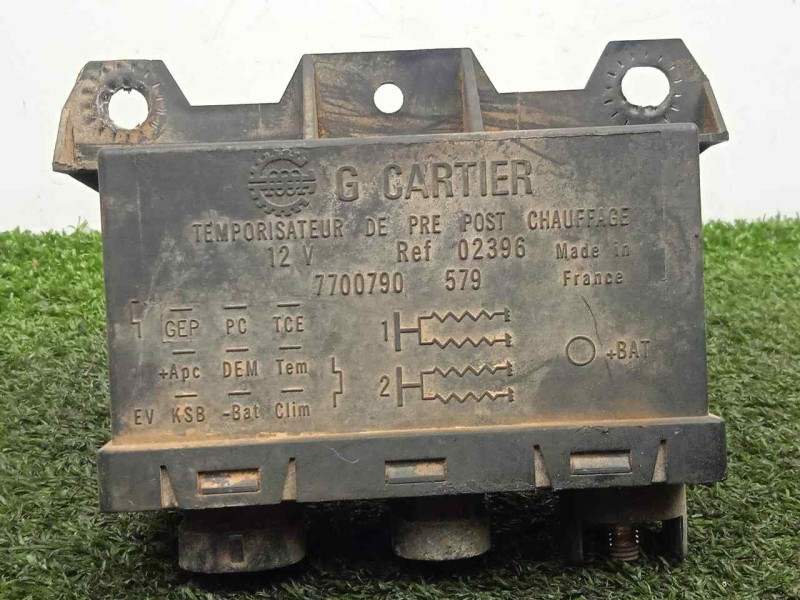 G CARTIER
TEMPORISATEUR DE PRE POST CHAUFFAGE
12 V Ref 02396 Made in
7700790 579 France
GEP PC TCE
1
+Apc DEM Tem
+BAT
2
EV KSB -Bat Clim